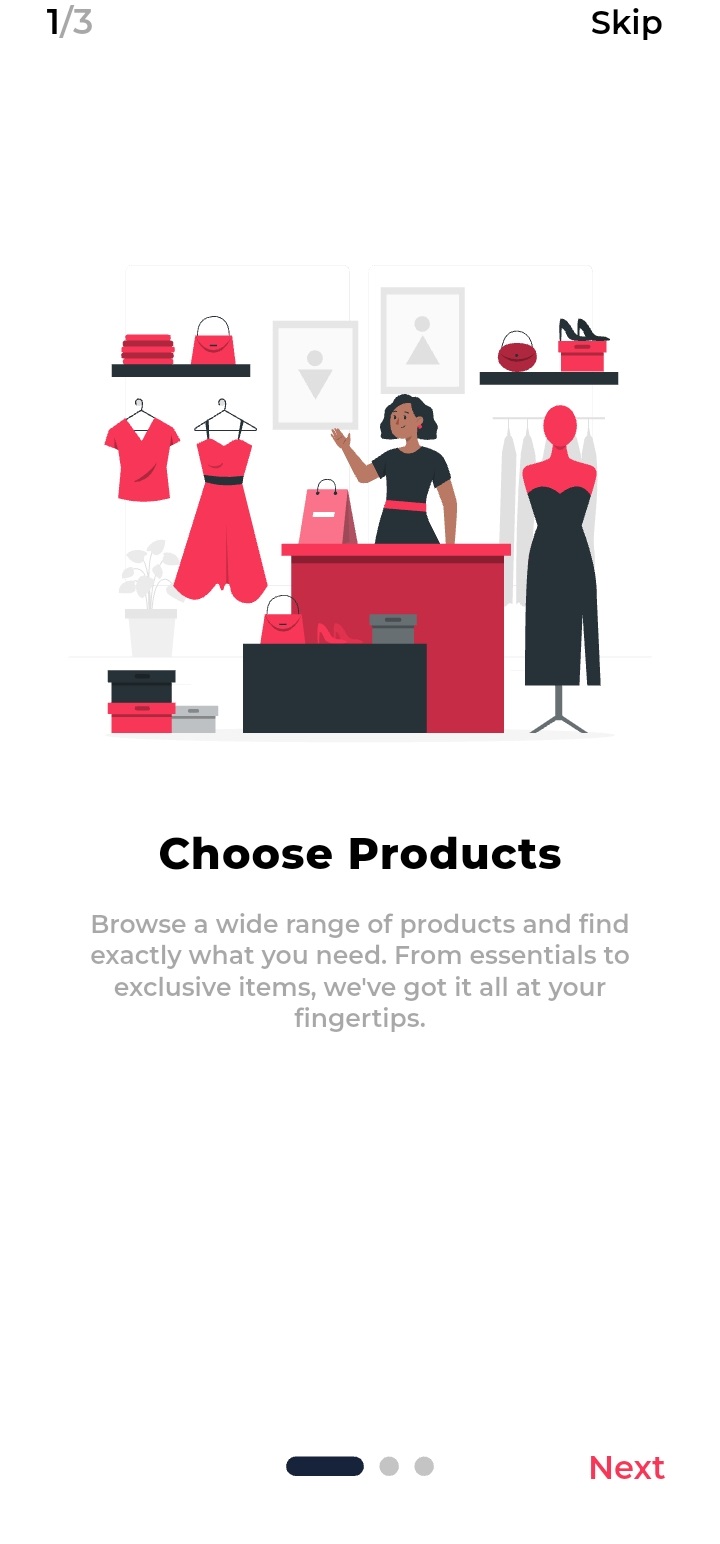 1/3
Skip
Choose Products
Browse a wide range of products and find
exactly what you need. From essentials to
exclusive items, we've got it all at your
fingertips.
Next